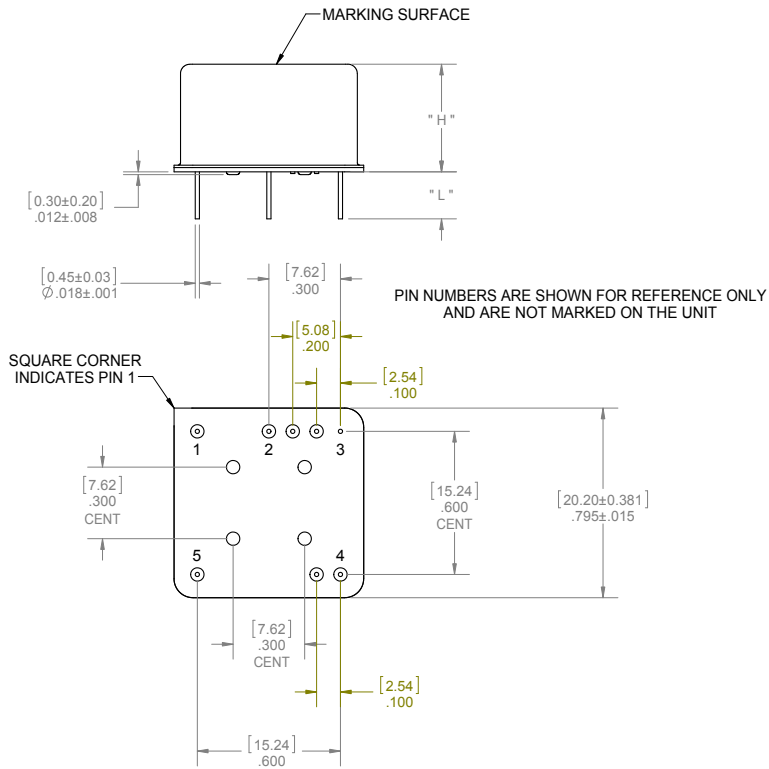 MARKING SURFACE
"H"
"L"
[0.30±0.20]
.012±.008
[0.45±0.03]
Ø.018±.001
[7.62]
.300
PIN NUMBERS ARE SHOWN FOR REFERENCE ONLY
AND ARE NOT MARKED ON THE UNIT
[5.08]
.200
SQUARE CORNER
INDICATES PIN 1
[2.54]
.100
1
2
3
[7.62]
.300
CENT
[15.24]
.600
CENT
[20.20±0.381]
.795±.015
5
4
[7.62]
.300
CENT
[2.54]
.100
[15.24]
.600